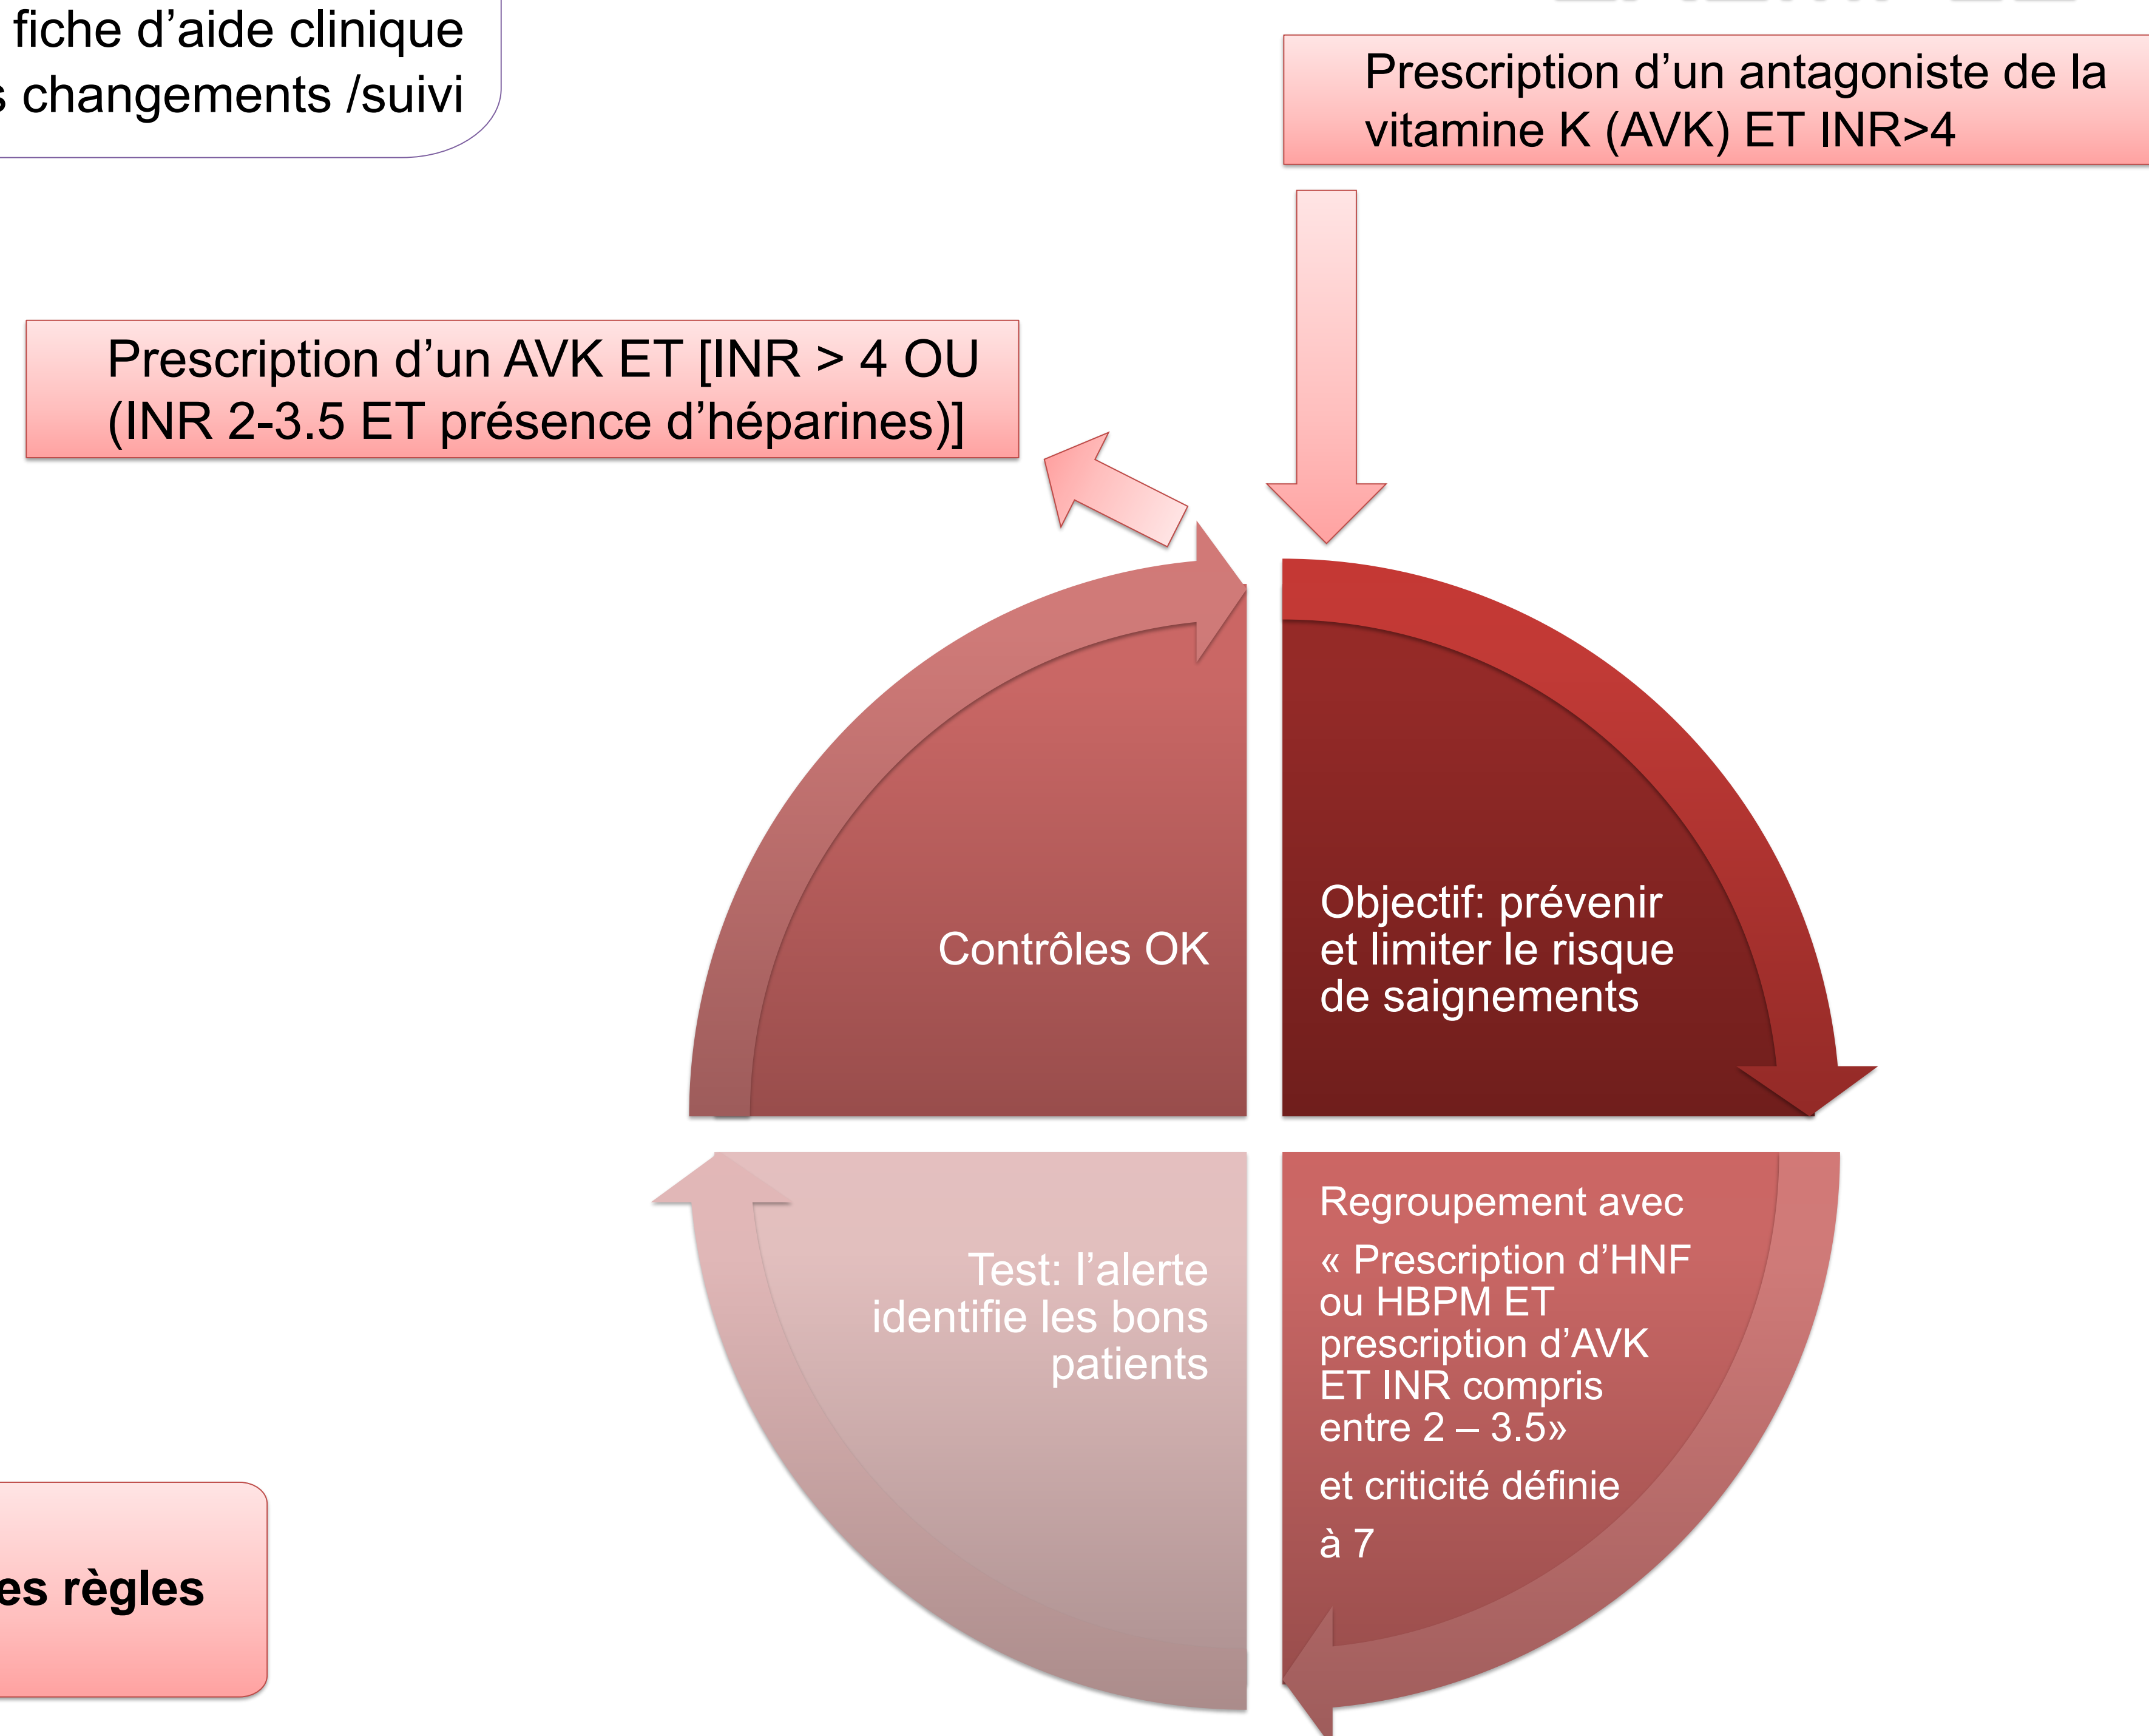 fiche d’aide clinique
s changements /suivi
Prescription d’un antagoniste de la
vitamine K (AVK) ET INR>4
Prescription d’un AVK ET [INR > 4 OU
(INR 2-3.5 ET présence d’héparines)]
Objectif: prévenir
et limiter le risque
de saignements
Contrôles OK
Regroupement avec
« Prescription d’HNF
ou HBPM ET
prescription d’AVK
ET INR compris
entre 2 – 3.5»
et criticité définie
à 7
Test: l’alerte
identifie les bons
patients
es règles